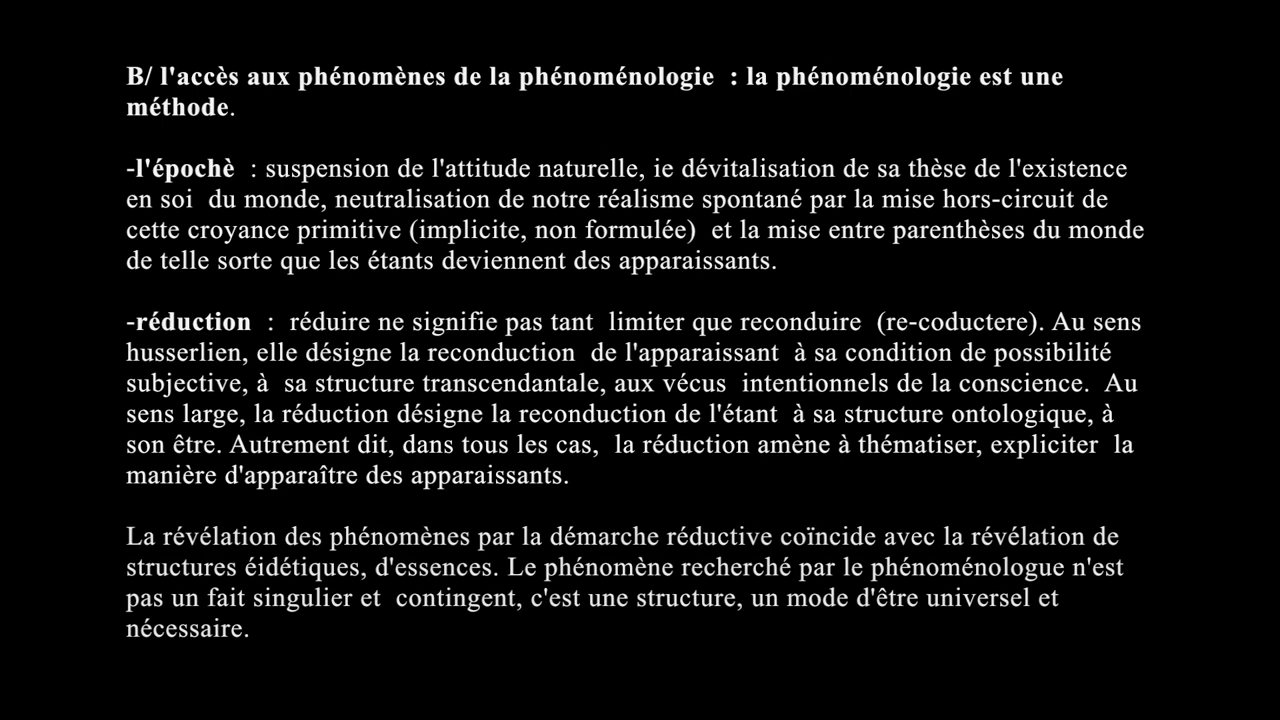 B/ l'accès aux phénomènes de la phénoménologie  : la phénoménologie est une
méthode.
-l'épochè  : suspension de l'attitude naturelle, ie dévitalisation de sa thèse de l'existence
en soi  du monde, neutralisation de notre réalisme spontané par la mise hors-circuit de
cette croyance primitive (implicite, non formulée)  et la mise entre parenthèses du monde
de telle sorte que les étants deviennent des apparaissants.
-réduction  :  réduire ne signifie pas tant  limiter que reconduire  (re-coductere). Au sens
husserlien, elle désigne la reconduction  de l'apparaissant  à sa condition de possibilité
subjective, à  sa structure transcendantale, aux vécus  intentionnels de la conscience.  Au
sens large, la réduction désigne la reconduction de l'étant  à sa structure ontologique, à
son être. Autrement dit, dans tous les cas,  la réduction amène à thématiser, expliciter  la
manière d'apparaître des apparaissants.
La révélation des phénomènes par la démarche réductive coïncide avec la révélation de
structures éidétiques, d'essences. Le phénomène recherché par le phénoménologue n'est
pas un fait singulier et  contingent, c'est une structure, un mode d'être universel et
nécessaire.